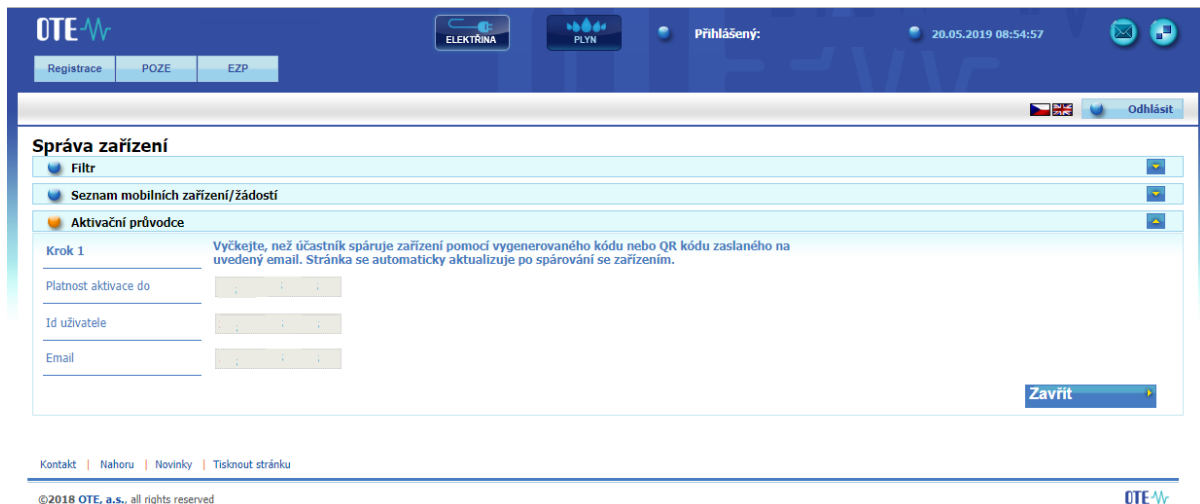 OTE
ELEKTŘINA
PLYN
Přihlášený:
20.05.2019 08:54:57
Registrace
POZE
EZP
Odhlásit
Správa zařízení
Filtr
Seznam mobilních zařízení/žádostí
Aktivační průvodce
Krok 1
Vyčkejte, než účastník spáruje zařízení pomocí vygenerovaného kódu nebo QR kódu zaslaného na
uvedený email. Stránka se automaticky aktualizuje po spárování se zařízením.
Platnost aktivace do
Id uživatele
Email
Zavřít
Kontakt | Nahoru | Novinky | Tisknout stránku
©2018 OTE, a.s., all rights reserved
OTE